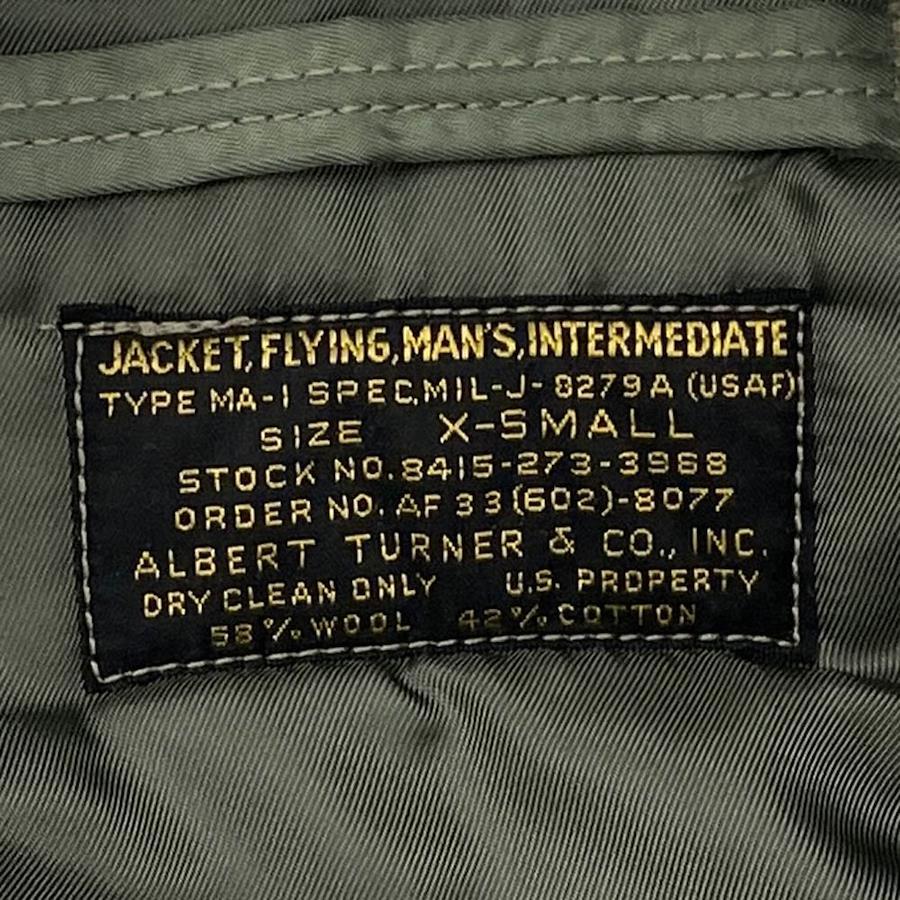 JACKET, FLYING, MAN'S, INTERMEDIATE
TYPE MA-1 SPEC. MIL-J-8279A (USAF)
SIZE X-SMALL
STOCK NO. 8415-273-3968
ORDER NO. AF 33(602)-8077
ALBERT TURNER & CO., INC.
DRY CLEAN ONLY U.S. PROPERTY
58% WOOL 42% COTTON